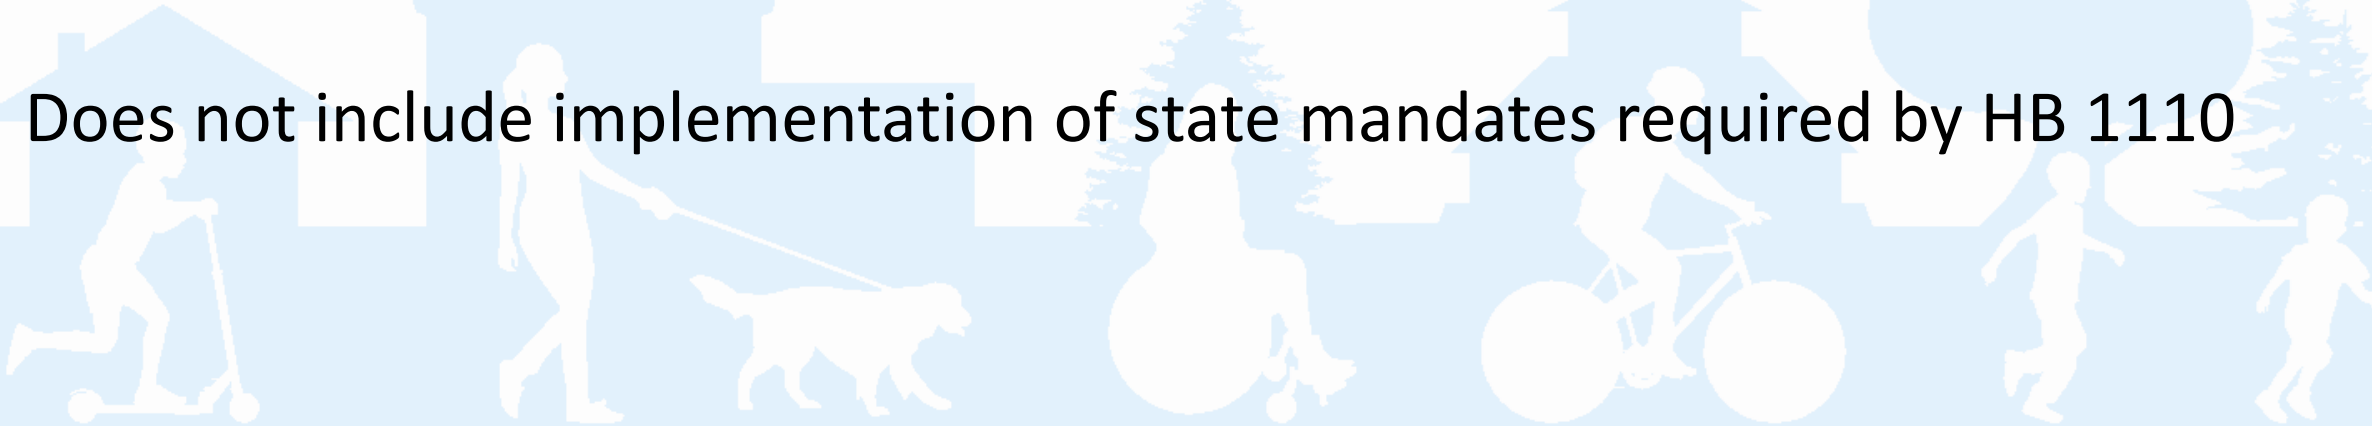 Does not include implementation of state mandates required by HB 1110